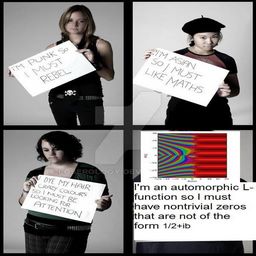 I'M PUNK SO
I MUST
REBEL
I'M ASIAN
SO I MUST
LIKE MATHS
I DYE MY HAIR
CRAZY COLOURS
SO I MUST BE
LOOKING FOR
ATTENTION
I'm an automorphic L-
function so I must
have nontrivial zeros
that are not of the
form 1/2+ib